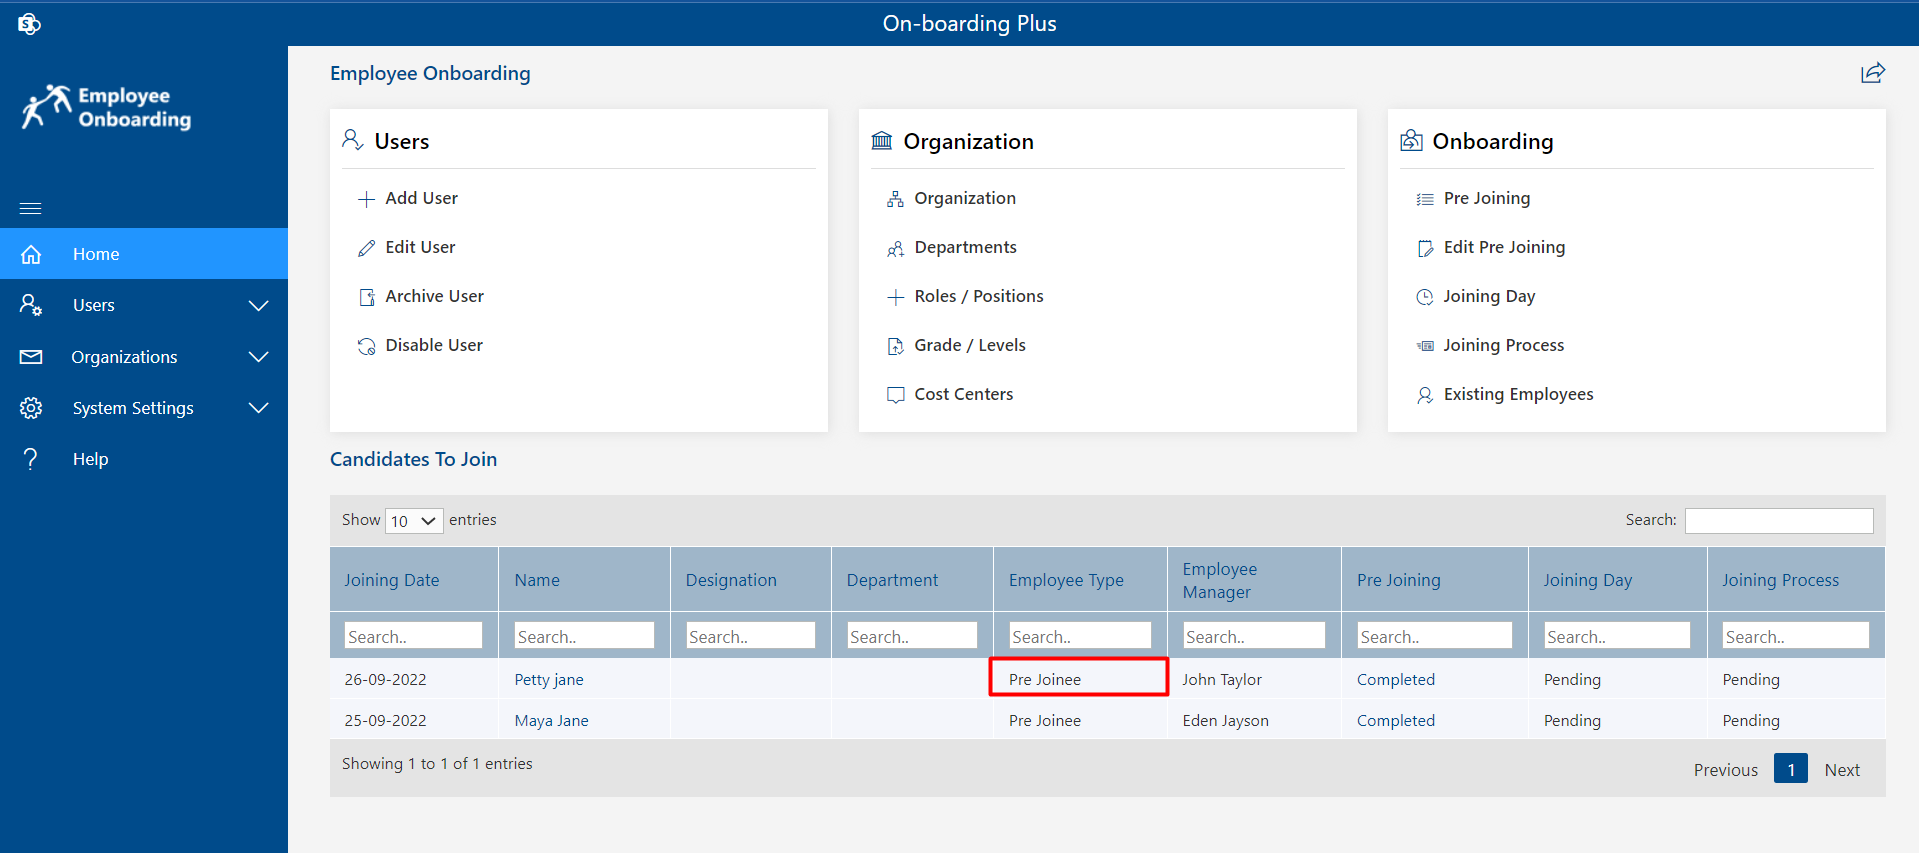 On-boarding Plus
Employee
Onboarding
Home
Users
Organizations
System Settings
Help
Employee Onboarding
Users
Add User
Edit User
Archive User
Disable User
Organization
Organization
Departments
Roles / Positions
Grade / Levels
Cost Centers
Onboarding
Pre Joining
Edit Pre Joining
Joining Day
Joining Process
Existing Employees
Candidates To Join
Show 10 entries Search:
Joining Date Name Designation Department Employee Type Employee Manager Pre Joining Joining Day Joining Process
Search.. Search.. Search.. Search.. Search.. Search.. Search.. Search.. Search..
26-09-2022 Petty jane Pre Joinee John Taylor Completed Pending Pending
25-09-2022 Maya Jane Pre Joinee Eden Jayson Completed Pending Pending
Showing 1 to 1 of 1 entries
Previous 1 Next